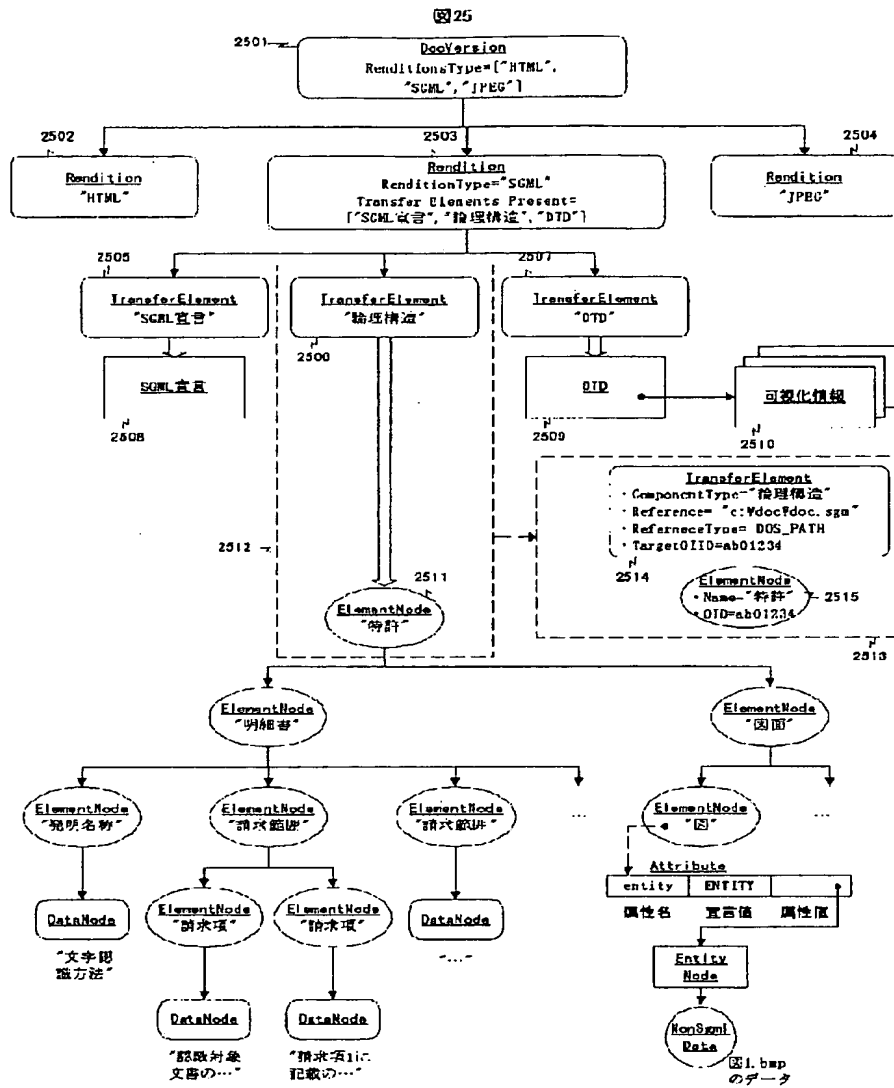 図25
2501
DocVersion
RenditionsType=["HTML",
"SGML","JPEG"]
2502
2503
2504
Rendition
"HTML"
Rendition
RenditionType="SGML"
Transfer Elements Present=
["SGML宣言","論理構造","DTD"]
Rendition
"JPEG"
2505
2507
TransferElement
"SGML宣言"
TransferElement
"論理構造"
TransferElement
"DTD"
2500
SGML宣言
DTD
可視化情報
2508
2509
2510
TransferElement
・ComponentType="論理構造"
・Reference= "c:¥doc¥doc.sgm"
・ReferneceType= DOS_PATH
・TargetOIID=ab01234
2512
2514
2511
ElementNode
・Name="特許"
・OID=ab01234
2515
ElementNode
"特許"
2513
ElementNode
"明細書"
ElementNode
"図面"
ElementNode
"発明名称"
ElementNode
"請求範囲"
ElementNode
"請求範囲"
…
ElementNode
"図"
…
Attribute
entity ENTITY
属性名 宣言値 属性値
DataNode
ElementNode
"請求項"
ElementNode
"請求項"
DataNode
"文字認
識方法"
"…"
Entity
Node
DataNode
DataNode
NonSgml
Data
"認識対象
文書の…"
"請求項1に
記載の…"
図1.bmp
のデータ